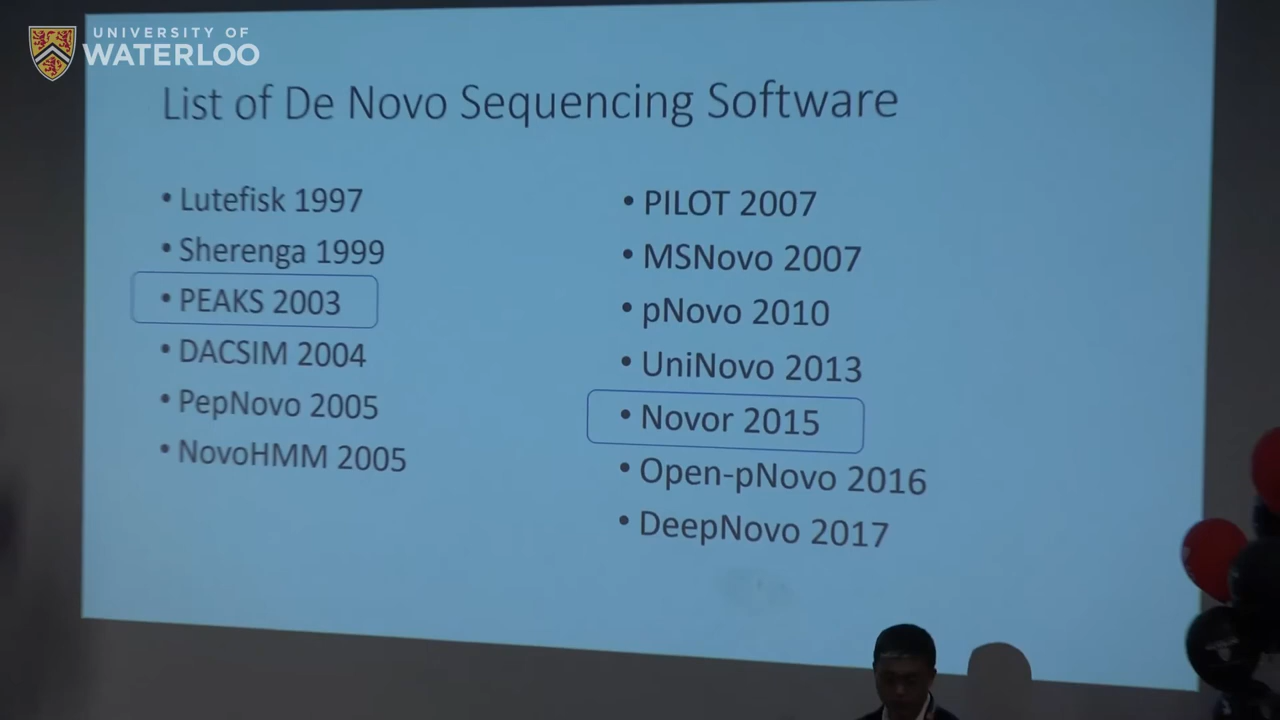 UNIVERSITY OF
WATERLOO
List of De Novo Sequencing Software
• Lutefisk 1997
• Sherenga 1999
• PEAKS 2003
• DACSIM 2004
• PepNovo 2005
• NovoHMM 2005
• PILOT 2007
• MSNovo 2007
• pNovo 2010
• UniNovo 2013
• Novor 2015
• Open-pNovo 2016
• DeepNovo 2017